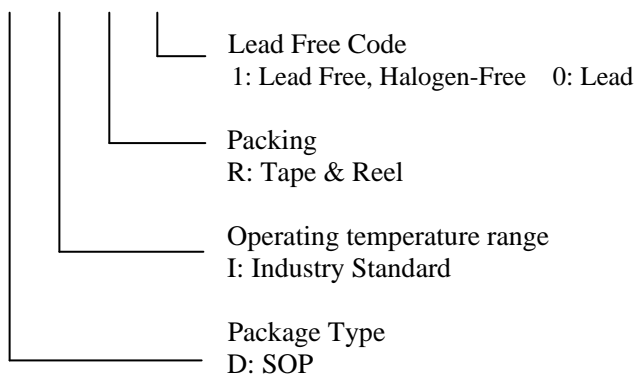 Lead Free Code
1: Lead Free, Halogen-Free 0: Lead
Packing
R: Tape & Reel
Operating temperature range
I: Industry Standard
Package Type
D: SOP